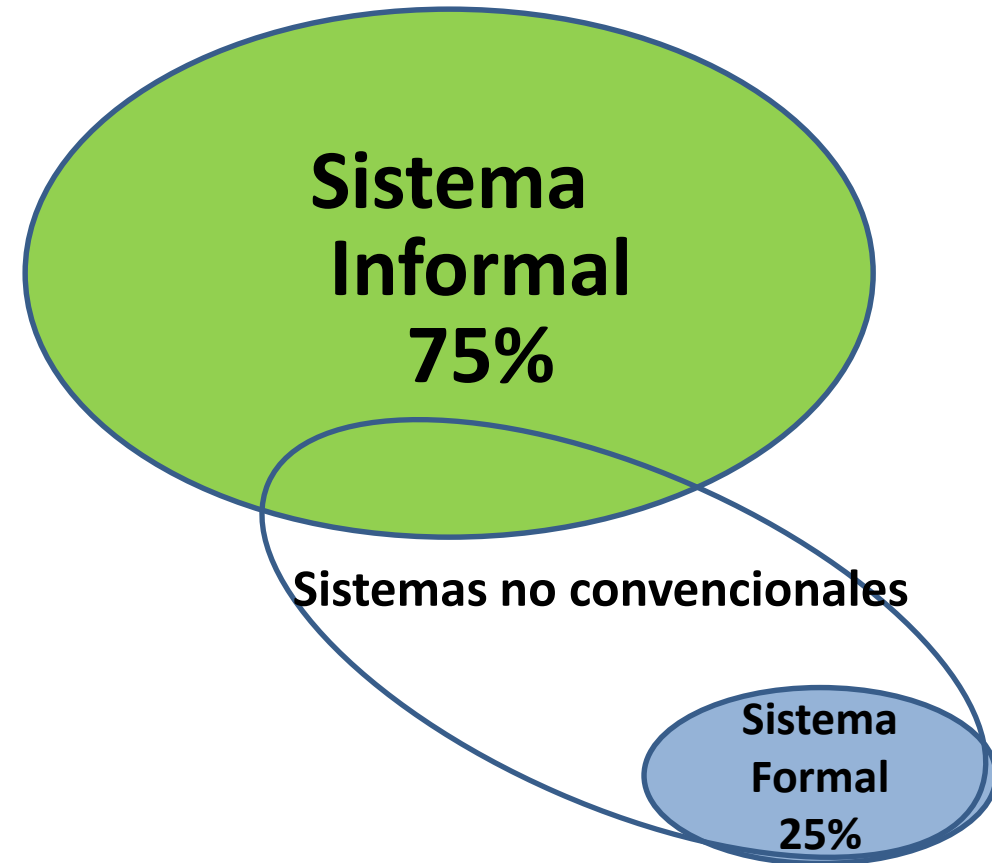 Sistema
Informal
75%
Sistemas no convencionales
Sistema
Formal
25%